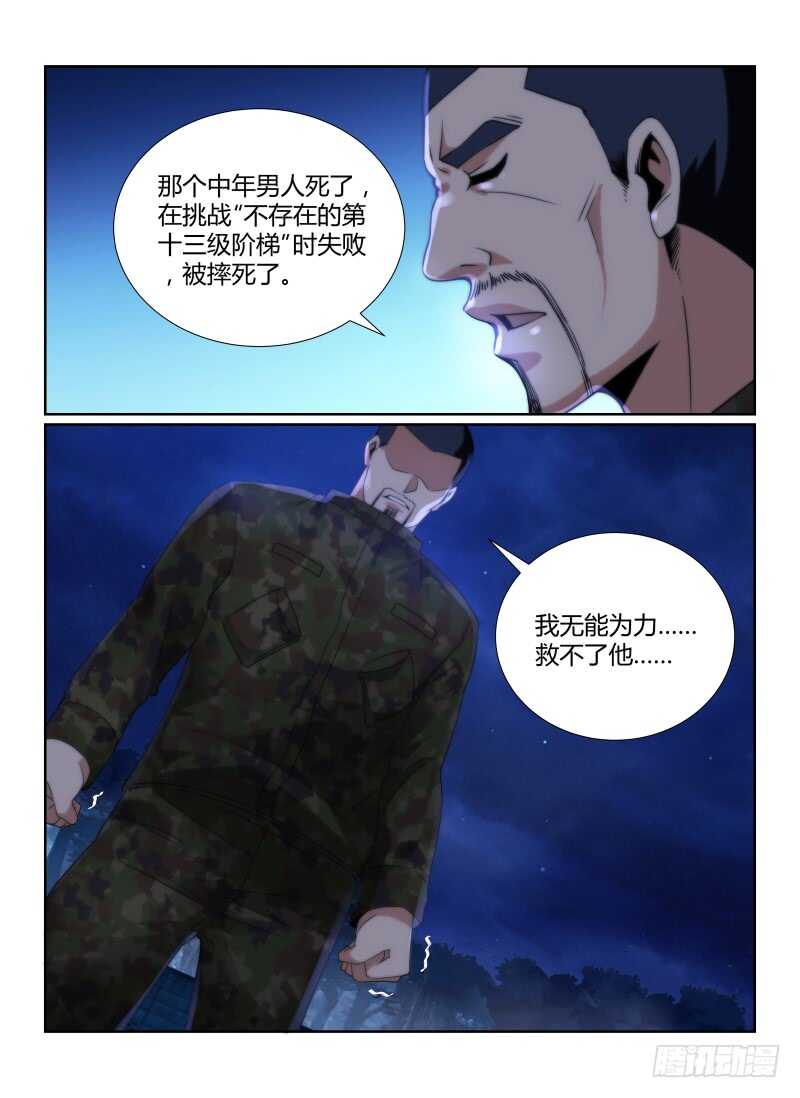 那个中年男人死了，
在挑战“不存在的第
十三级阶梯”时失败
，被摔死了。
我无能为力……
救不了他……
腾讯动漫